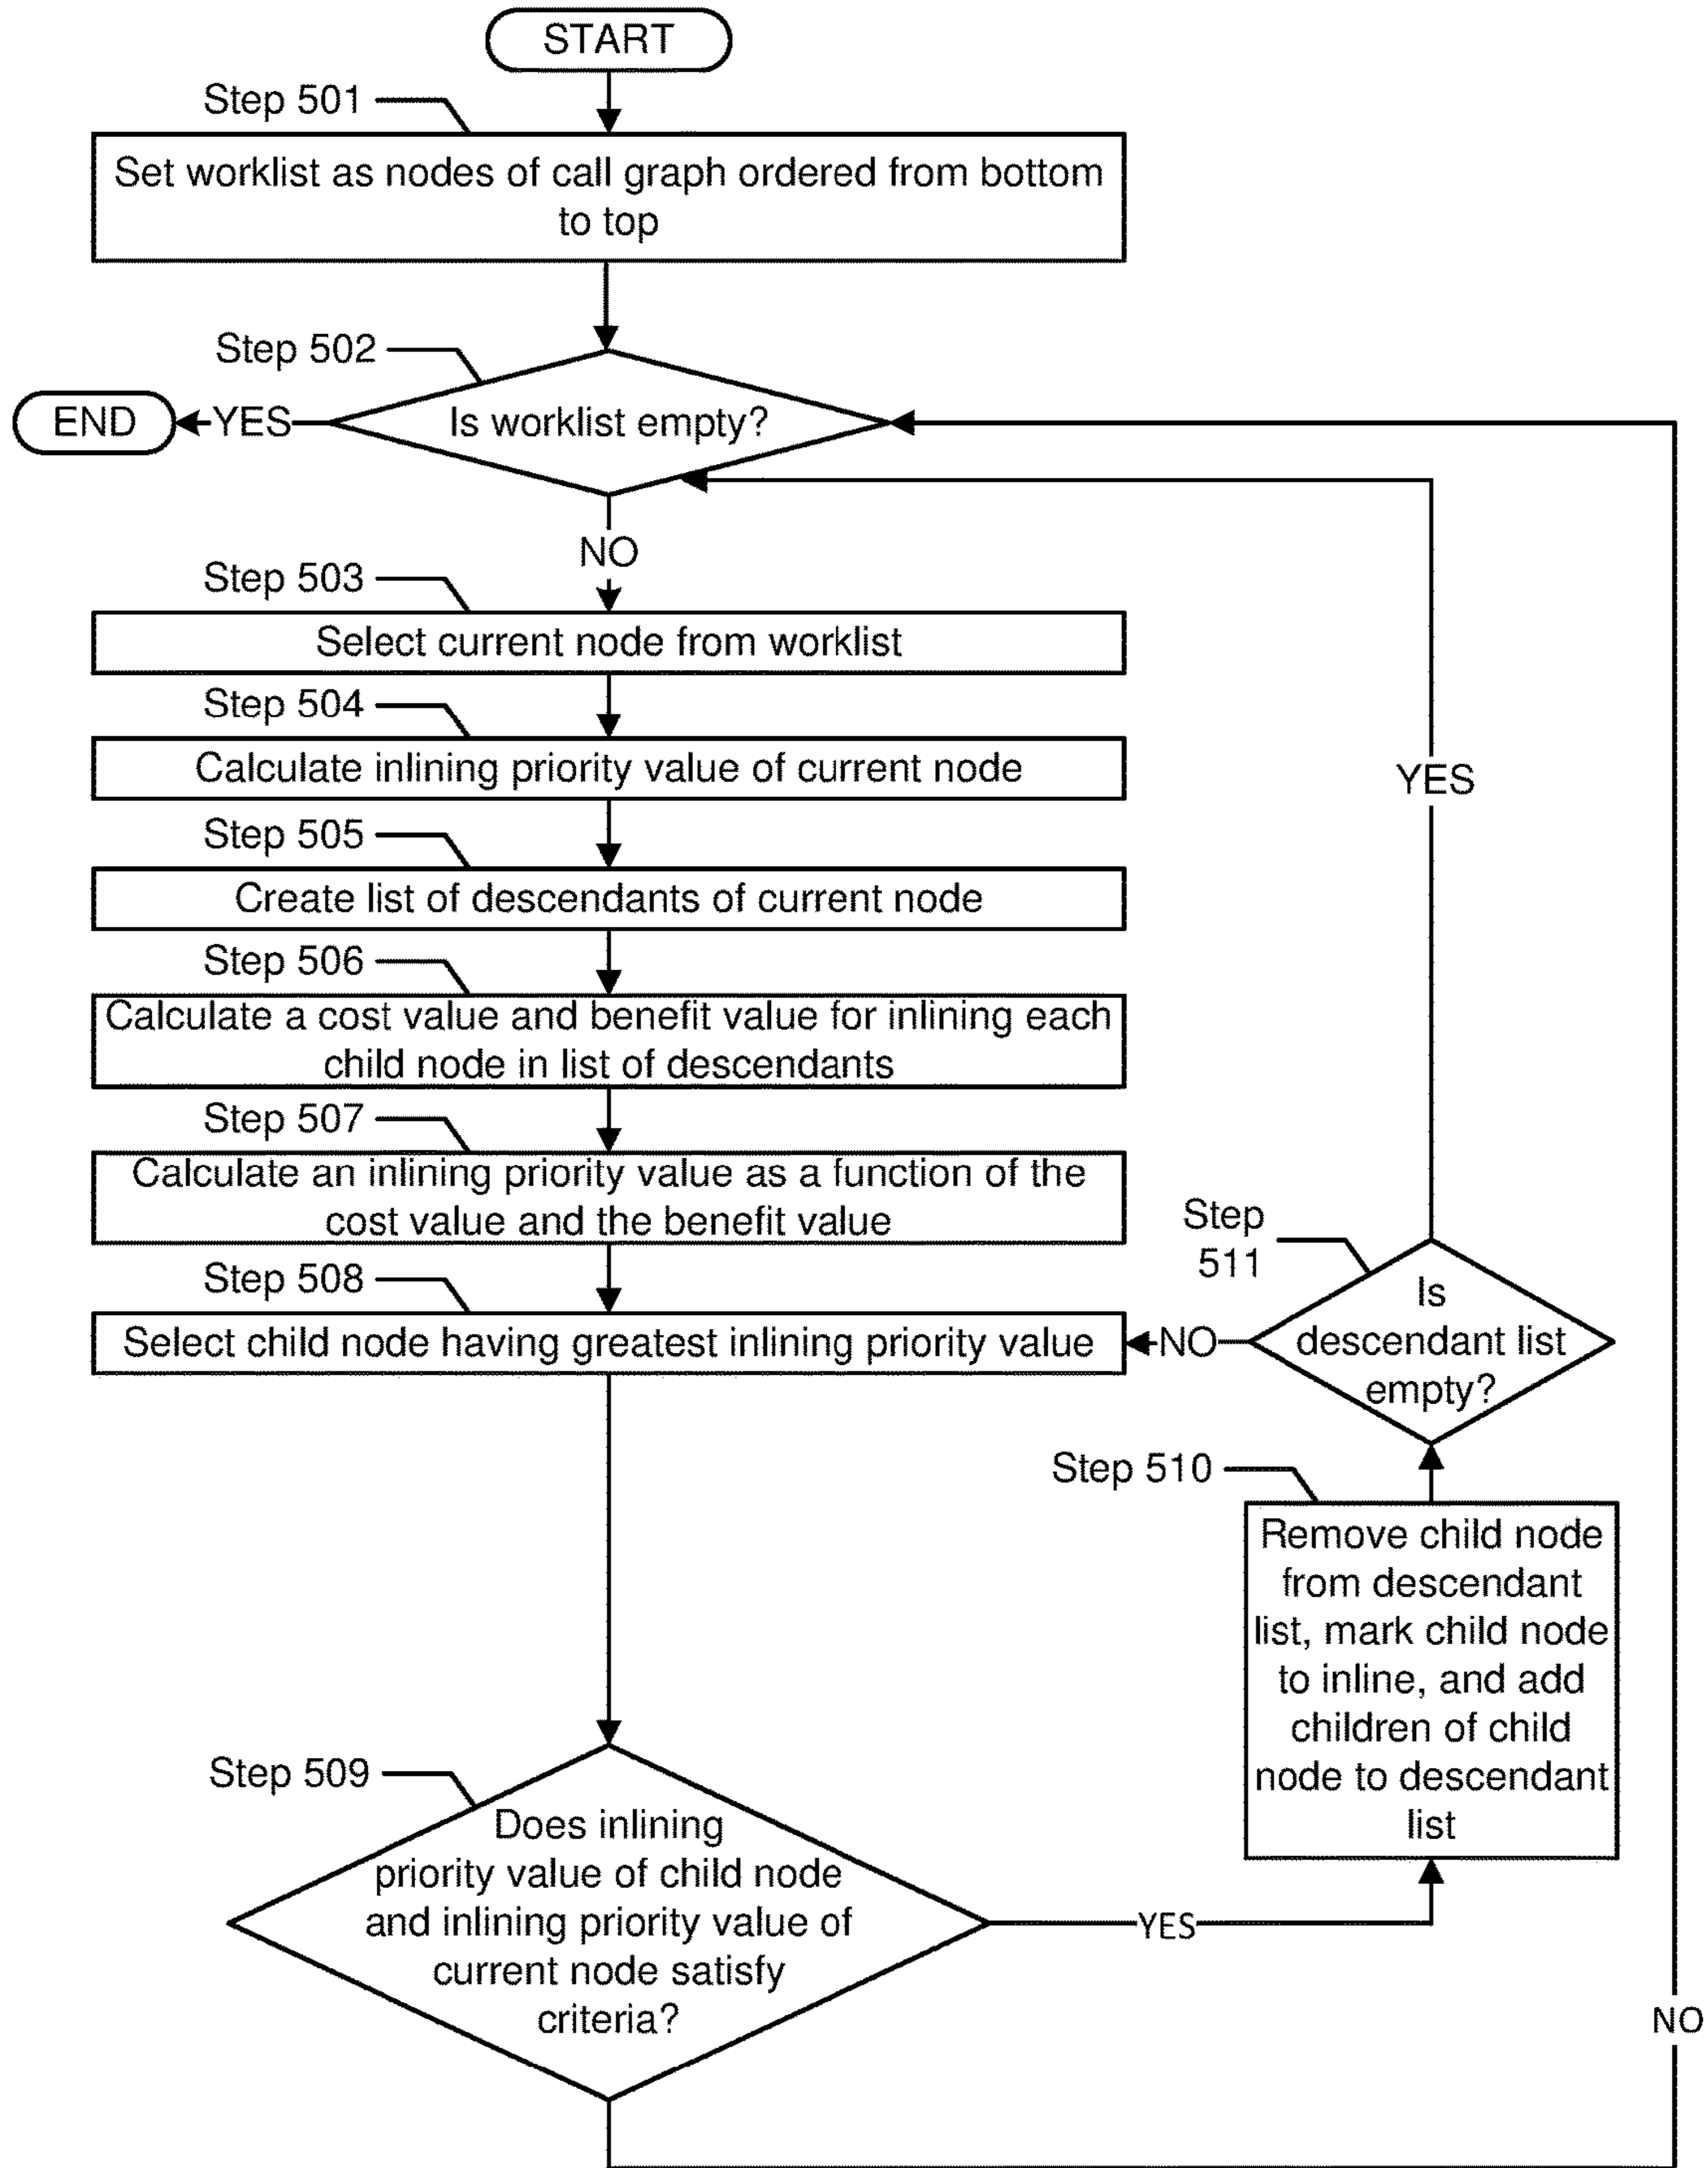 START
Step 501
Set worklist as nodes of call graph ordered from bottom
to top
Step 502
END
YES
Is worklist empty?
NO
Step 503
Select current node from worklist
Step 504
Calculate inlining priority value of current node
YES
Step 505
Create list of descendants of current node
Step 506
Calculate a cost value and benefit value for inlining each
child node in list of descendants
Step 507
Calculate an inlining priority value as a function of the
cost value and the benefit value
Step
511
Step 508
Select child node having greatest inlining priority value
NO
Is
descendant list
empty?
Step 510
Remove child node
from descendant
list, mark child node
to inline, and add
children of child
node to descendant
list
Step 509
Does inlining
priority value of child node
and inlining priority value of
current node satisfy
criteria?
YES
NO